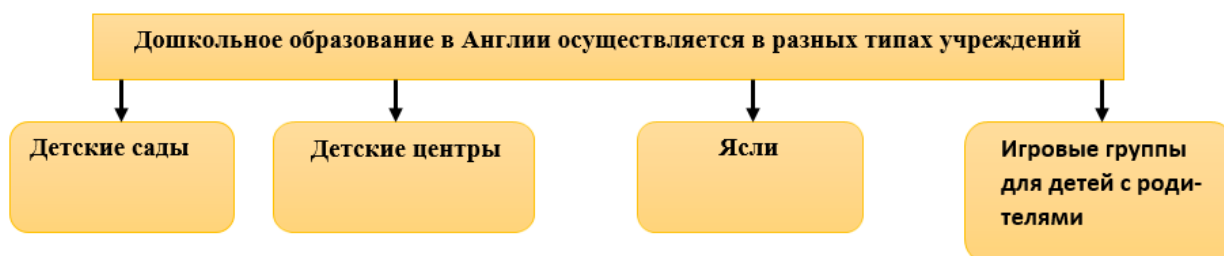 Дошкольное образование в Англии осуществляется в разных типах учреждений
Детские сады
Детские центры
Ясли
Игровые группы
для детей с роди-
телями